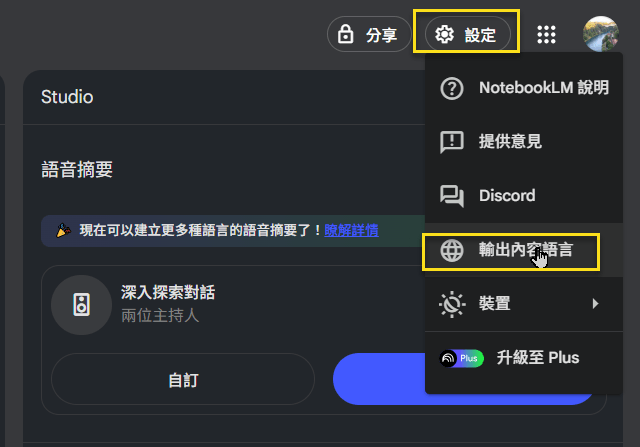 分享
設定
Studio
NotebookLM 說明
提供意見
語音摘要
Discord
現在可以建立更多種語言的語音摘要了！瞭解詳情
輸出內容語言
深入探索對話
兩位主持人
裝置
Plus 升級至 Plus
自訂